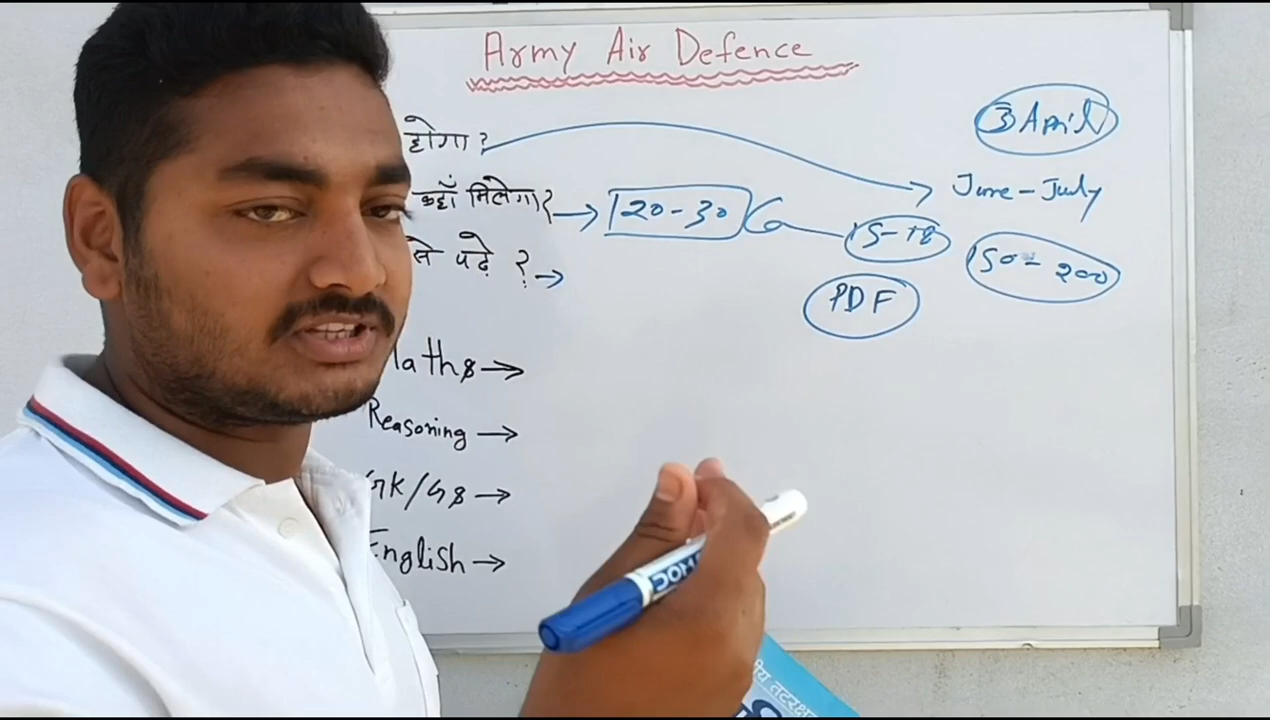 Army Air Defence
3 April
होगा?
June - July
कहाँ मिलेगा? → 20-30
15-18
150 - 200
से पढ़े ? →
PDF
Maths →
Reasoning →
GK/GS →
English →